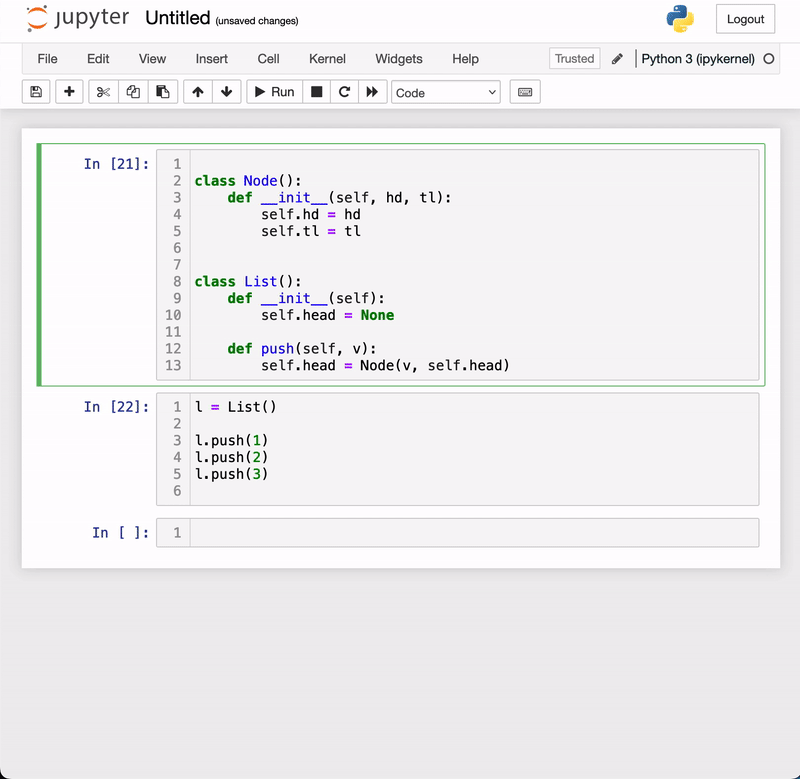 jupyter Untitled (unsaved changes) Logout
File Edit View Insert Cell Kernel Widgets Help Trusted Python 3 (ipykernel)
Run Code
In [21]:
1
2 class Node():
3     def __init__(self, hd, tl):
4         self.hd = hd
5         self.tl = tl
6
7
8 class List():
9     def __init__(self):
10         self.head = None
11
12     def push(self, v):
13         self.head = Node(v, self.head)
In [22]:
1 l = List()
2
3 l.push(1)
4 l.push(2)
5 l.push(3)
6
In [ ]:
1